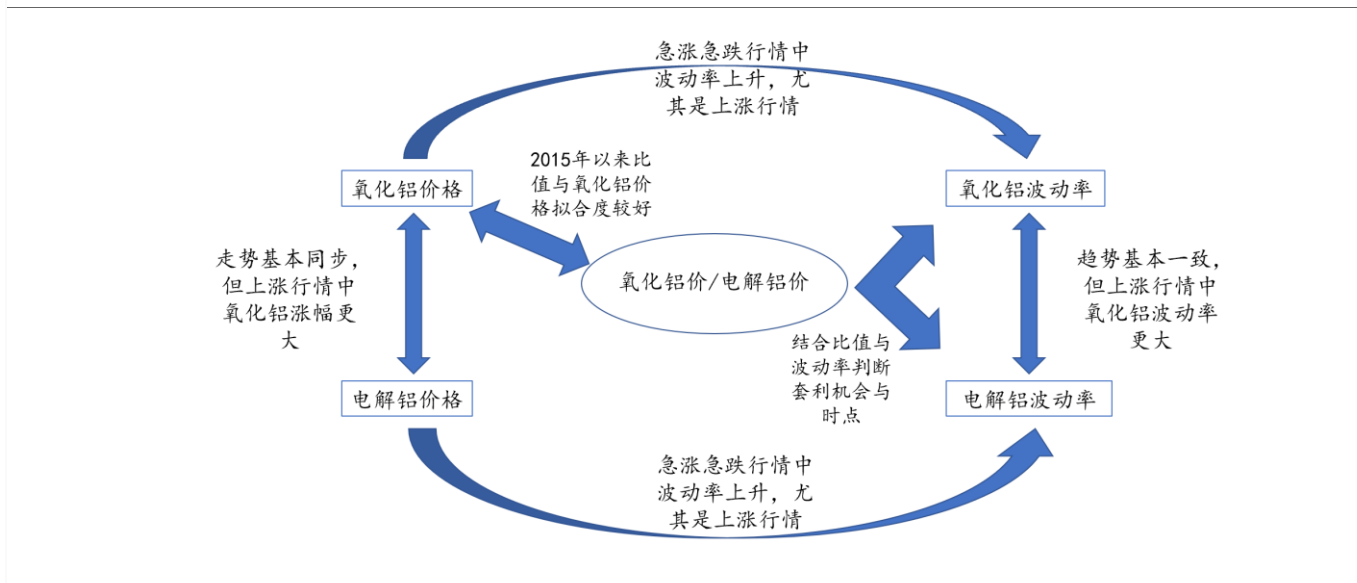 急涨急跌行情中
波动率上升，尤
其是上涨行情
2015年以来比
值与氧化铝价
格拟合度较好
氧化铝价格
氧化铝波动率
走势基本同步，
但上涨行情中
氧化铝涨幅更
大
氧化铝价/电解铝价
趋势基本一致，
但上涨行情中
氧化铝波动率
更大
结合比值与
波动率判断
套利机会与
时点
电解铝价格
电解铝波动率
急涨急跌行情中
波动率上升，尤
其是上涨行情